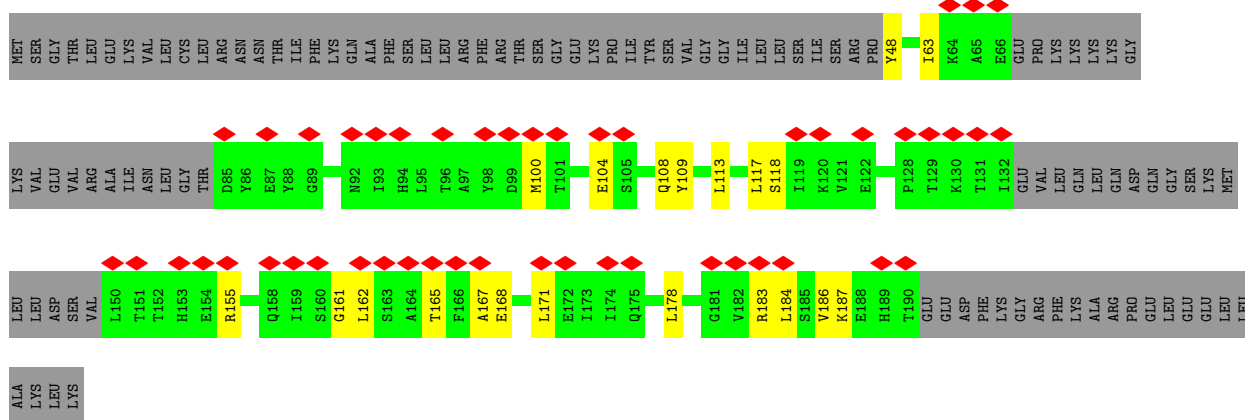 MET SER GLY THR LEU GLU LYS VAL LEU CYS LEU ARG ASN ASN THR ILE PHE LYS GLN ALA PHE SER LEU LEU ARG PHE ARG THR SER GLY GLU LYS PRO ILE TYR SER VAL GLY GLY ILE LEU LEU SER ILE SER ARG PRO Y48 I63 K64 A65 E66 GLU PRO LYS LYS LYS LYS GLY
LYS VAL GLU VAL ARG ALA ILE ASN LEU GLY THR D85 Y86 E87 Y88 G89 N92 I93 H94 L95 T96 A97 Y98 D99 M100 T101 E104 S105 Q108 Y109 L113 L117 S118 I119 K120 V121 E122 P128 T129 K130 T131 I132 GLU VAL LEU GLN LEU GLN ASP GLN GLY SER LYS MET
LEU LEU ASP SER VAL L150 T151 T152 H153 E154 R155 Q158 I159 S160 G161 L162 S163 A164 T165 F166 A167 E168 L171 E172 I173 I174 Q175 L178 G181 V182 R183 L184 S185 V186 K187 E188 H189 T190 GLU GLU ASP PHE LYS GLY ARG PHE LYS ALA ARG PRO GLU LEU GLU GLU LEU LEU
ALA LYS LEU LYS